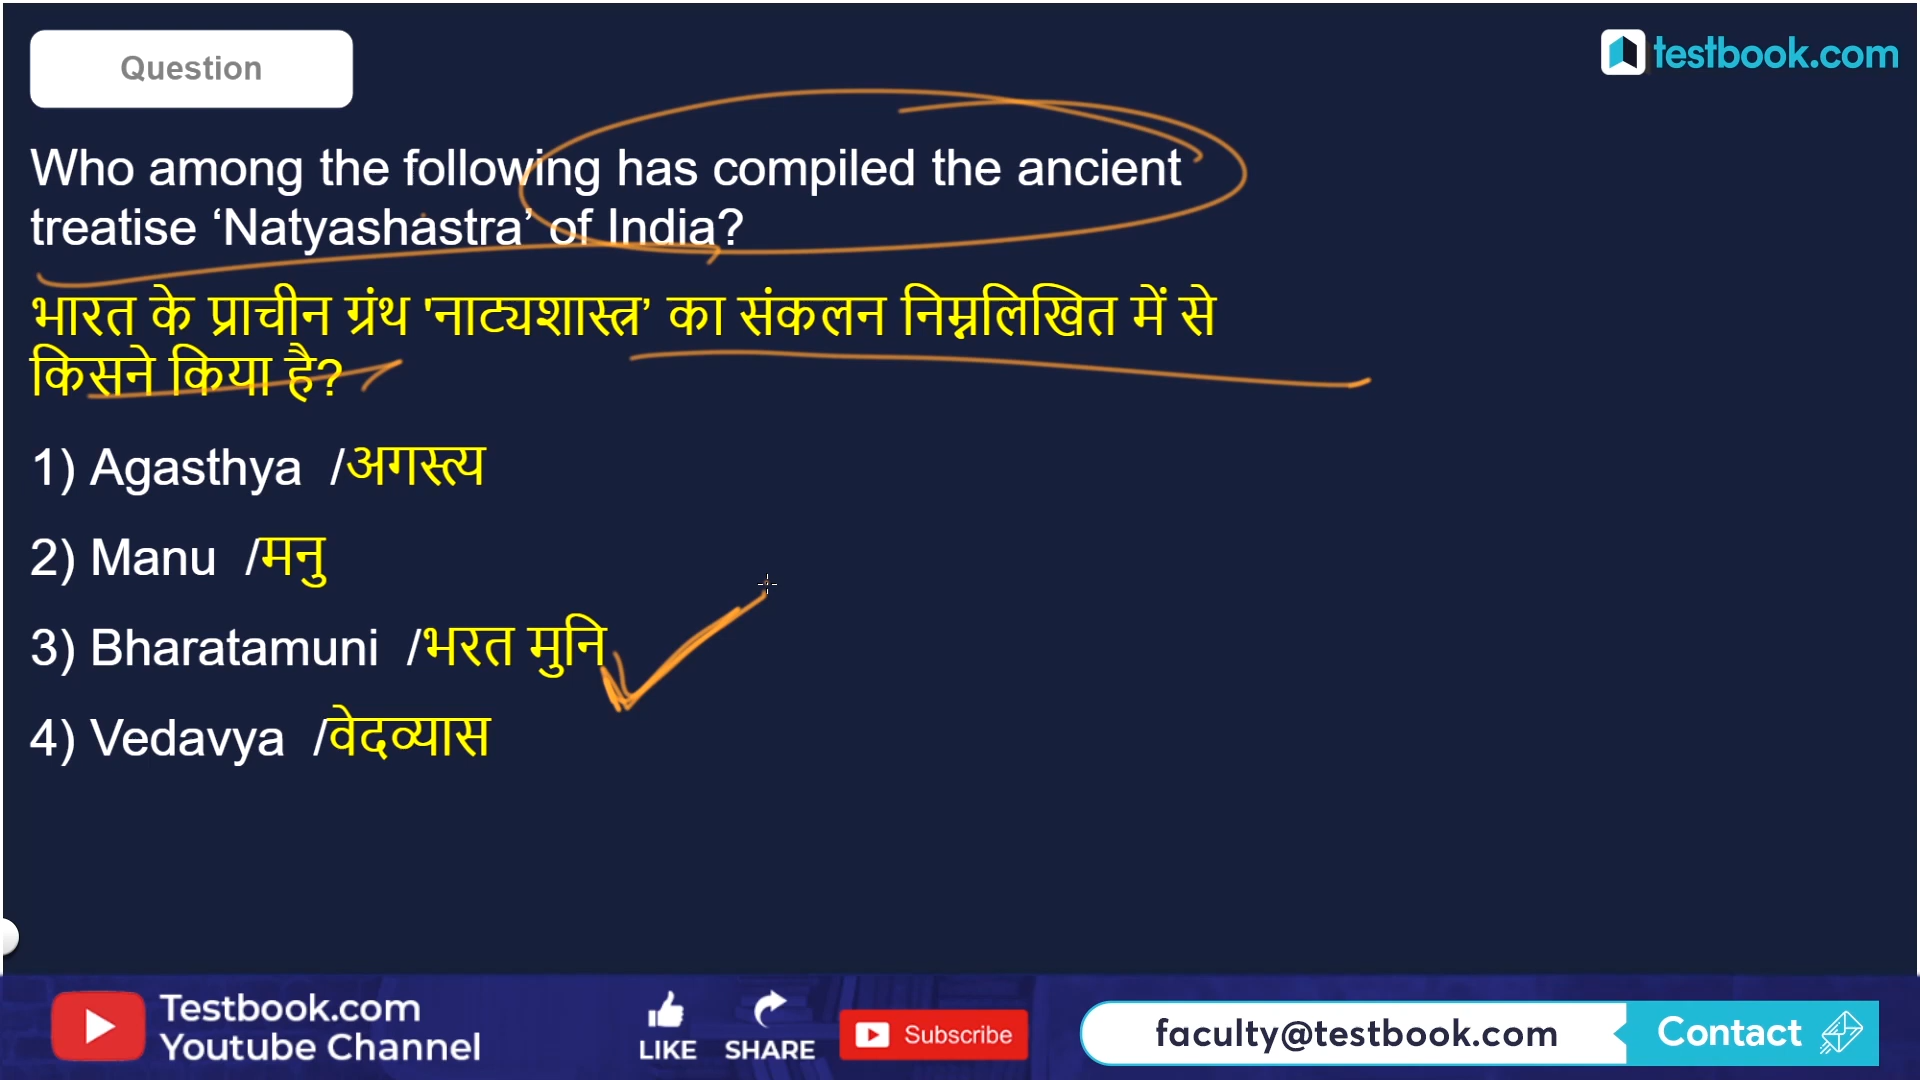 Question
testbook.com
Who among the following has compiled the ancient
treatise ‘Natyashastra’ of India?
भारत के प्राचीन ग्रंथ 'नाट्यशास्त्र’ का संकलन निम्नलिखित में से
किसने किया है?
1) Agasthya /अगस्त्य
2) Manu /मनु
3) Bharatamuni /भरत मुनि
4) Vedavya /वेदव्यास
Testbook.com
Youtube Channel
LIKE
SHARE
Subscribe
faculty@testbook.com
Contact